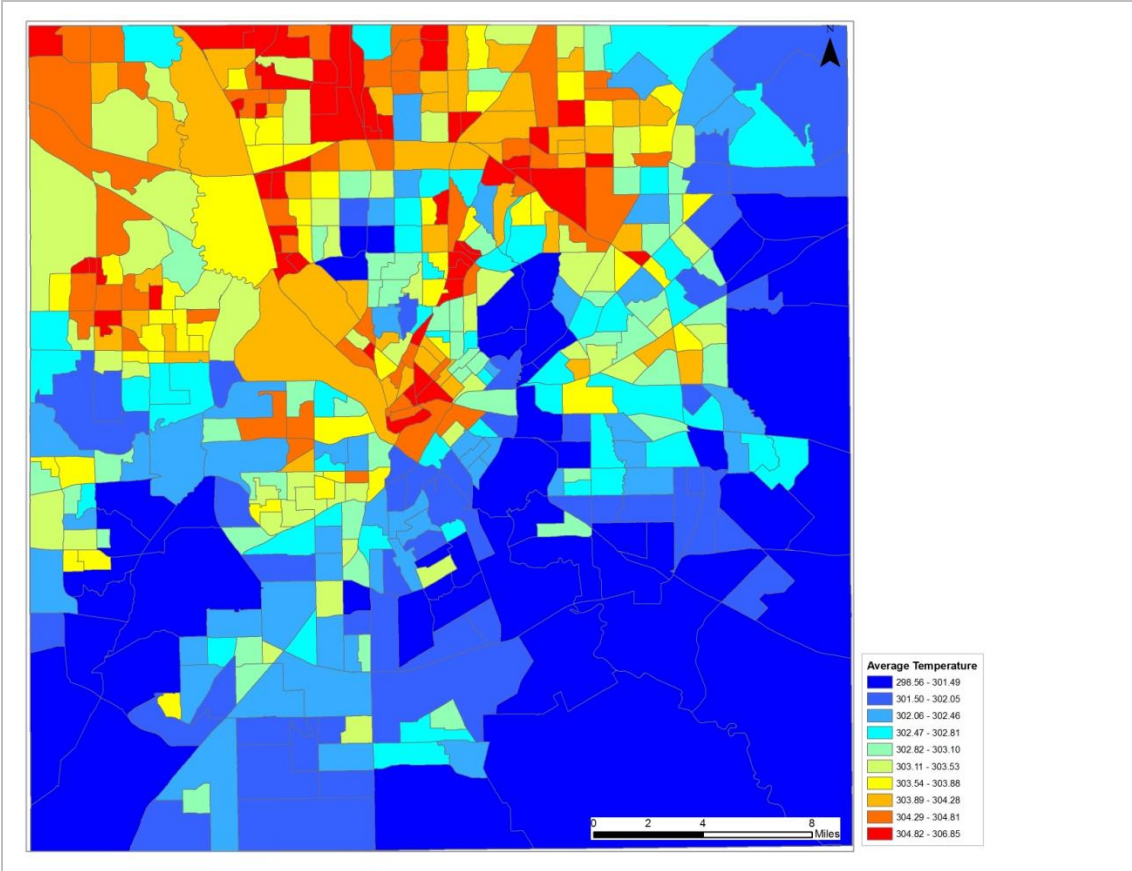 N
Average Temperature
298.56 - 301.49
301.50 - 302.05
302.06 - 302.46
302.47 - 302.81
302.82 - 303.10
303.11 - 303.53
303.54 - 303.88
303.89 - 304.28
304.29 - 304.81
304.82 - 306.85
0 2 4 8
Miles